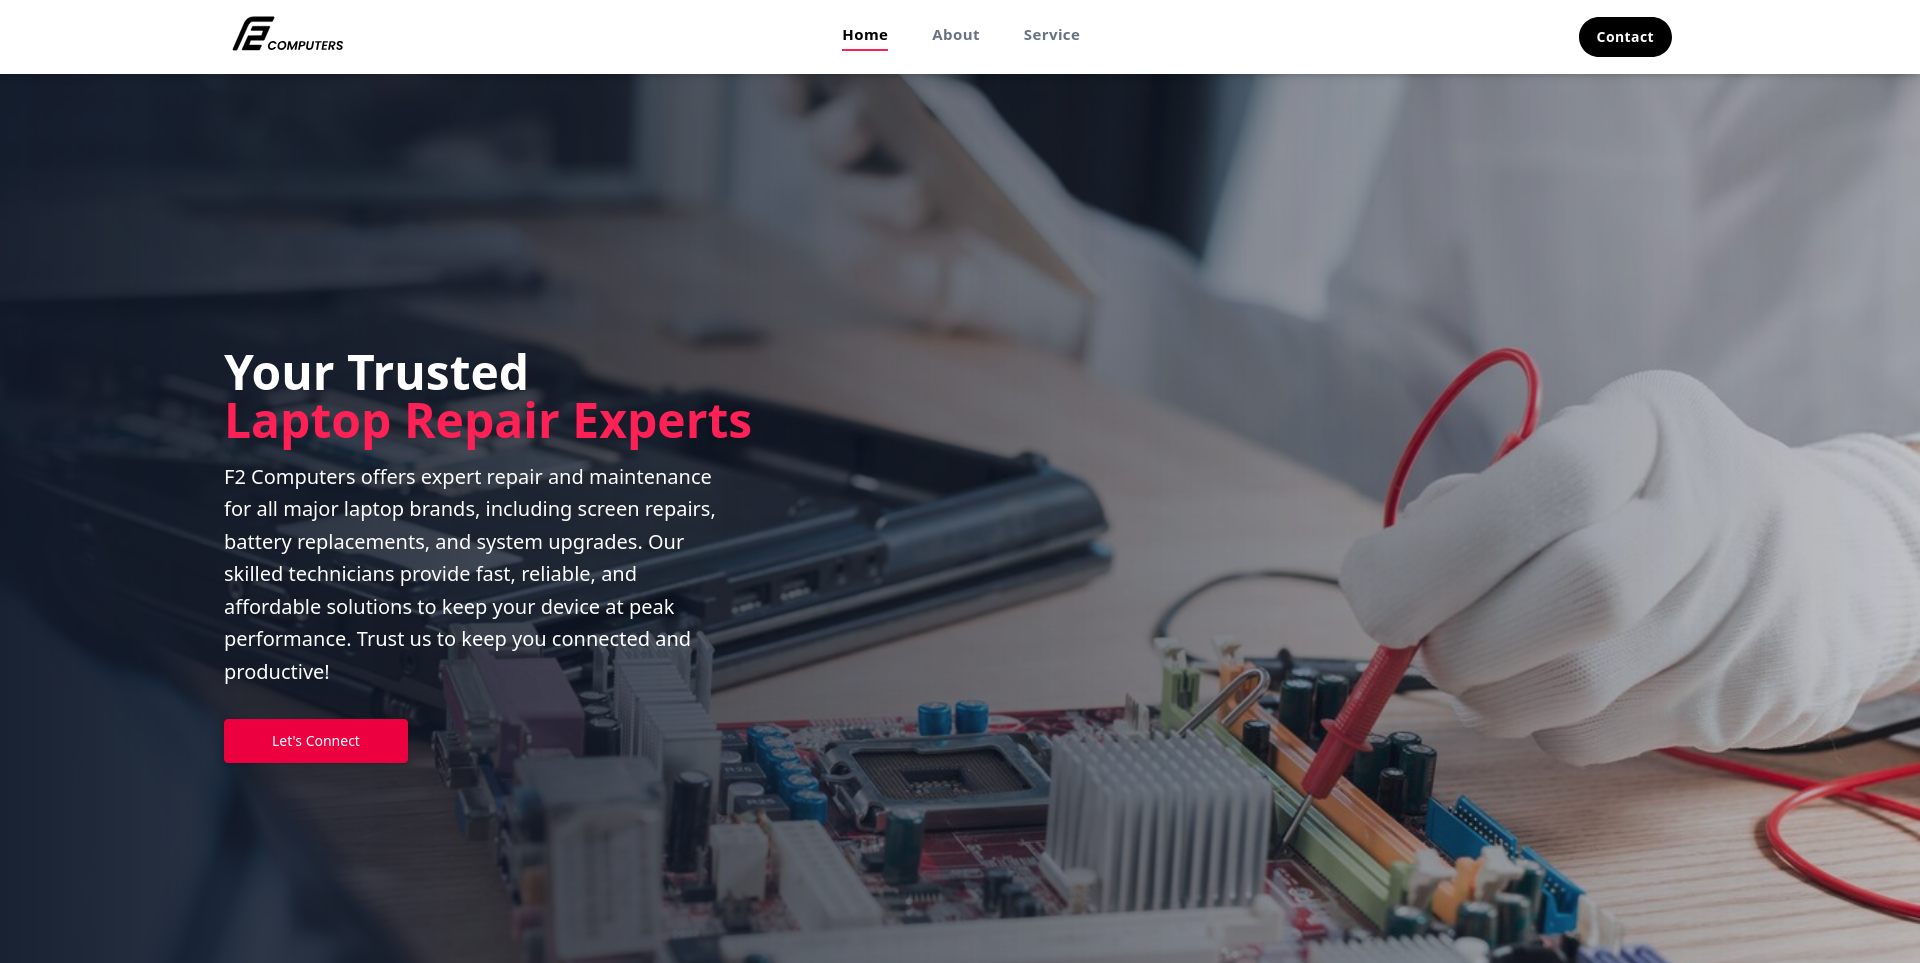 F2 COMPUTERS
Home
About
Service
Contact
Your Trusted
Laptop Repair Experts
F2 Computers offers expert repair and maintenance
for all major laptop brands, including screen repairs,
battery replacements, and system upgrades. Our
skilled technicians provide fast, reliable, and
affordable solutions to keep your device at peak
performance. Trust us to keep you connected and
productive!
Let's Connect